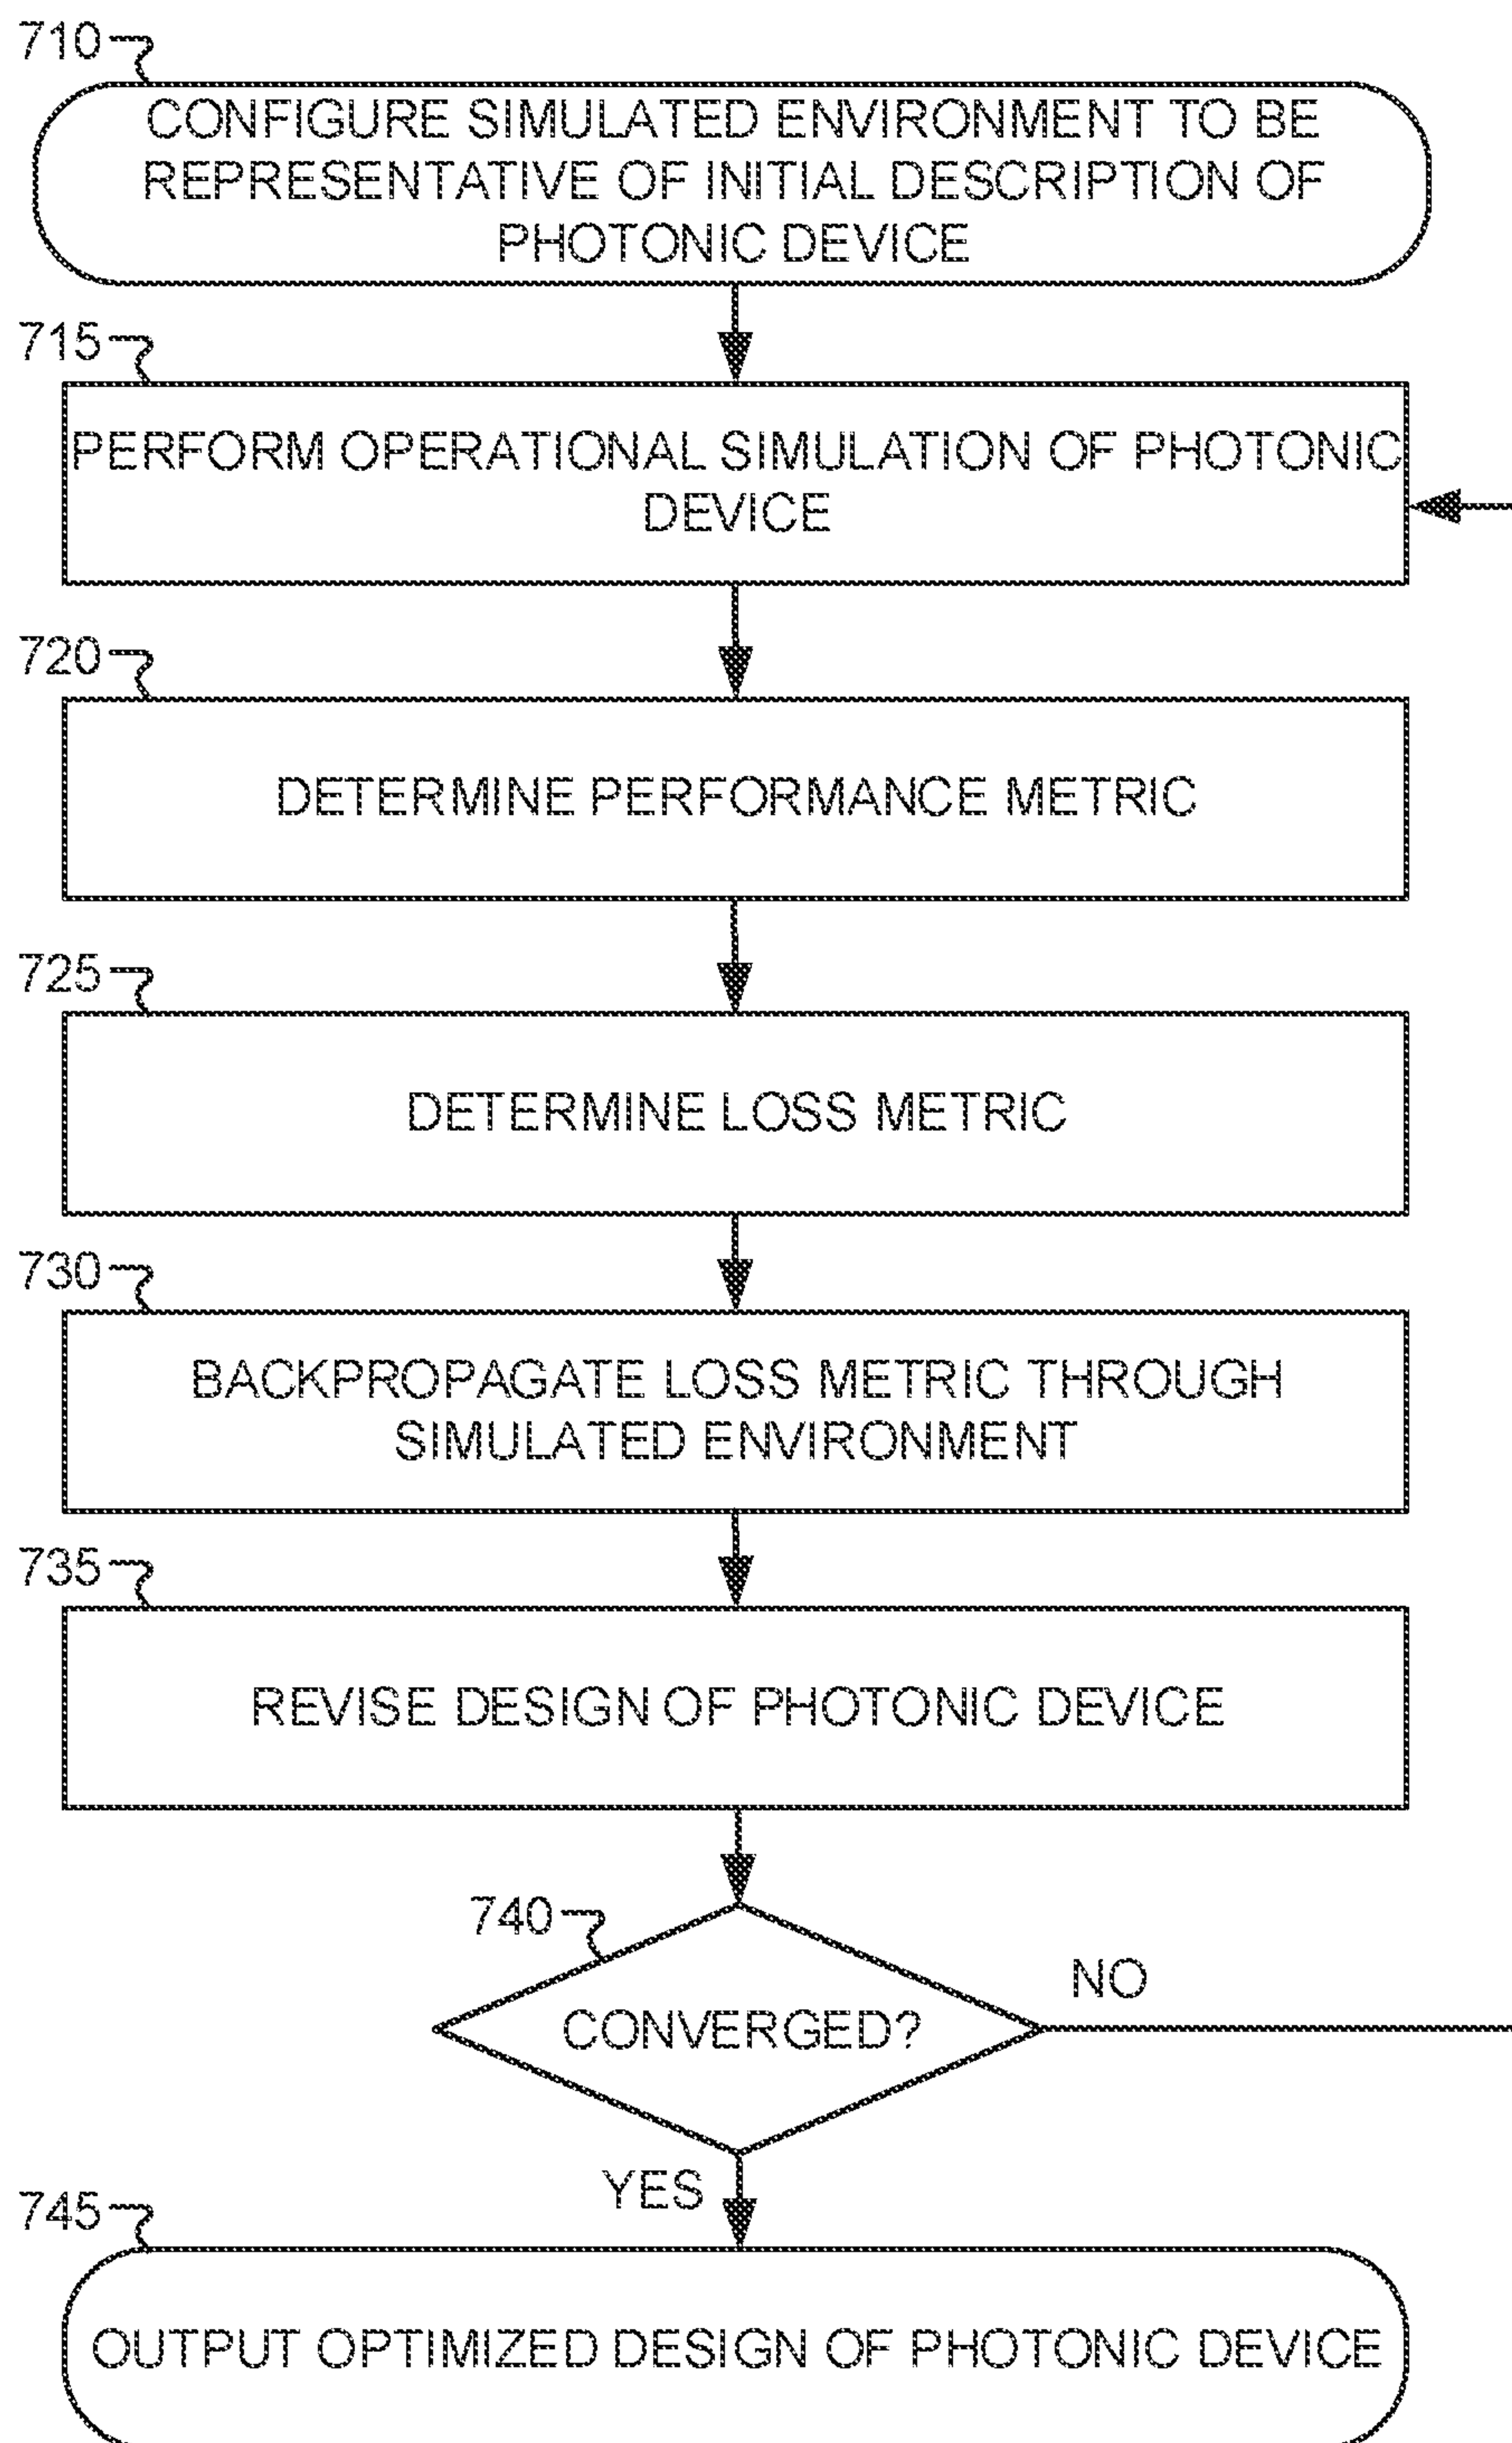 710
CONFIGURE SIMULATED ENVIRONMENT TO BE
REPRESENTATIVE OF INITIAL DESCRIPTION OF
PHOTONIC DEVICE
715
PERFORM OPERATIONAL SIMULATION OF PHOTONIC
DEVICE
720
DETERMINE PERFORMANCE METRIC
725
DETERMINE LOSS METRIC
730
BACKPROPAGATE LOSS METRIC THROUGH
SIMULATED ENVIRONMENT
735
REVISE DESIGN OF PHOTONIC DEVICE
740
NO
CONVERGED?
YES
745
OUTPUT OPTIMIZED DESIGN OF PHOTONIC DEVICE